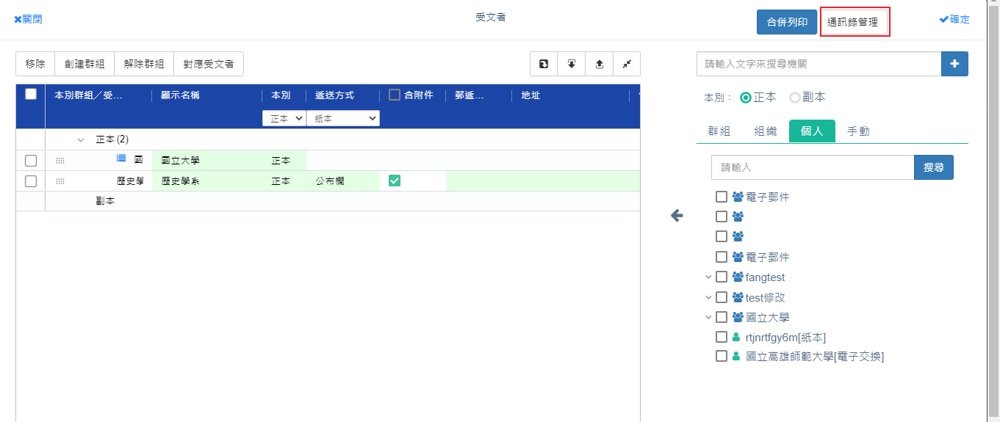 關閉
受文者
合併列印
通訊錄管理
確定
移除
創建群組
解除群組
對應受文者
本別群組／受...
顯示名稱
本別
遞送方式
含附件
郵遞...
地址
正本
紙本
正本 (2)
國
國立大學
正本
歷史學
歷史學系
正本
公布欄
副本
請輸入文字來搜尋機關
本別：
正本
副本
群組
組織
個人
手動
請輸入
搜尋
電子郵件
電子郵件
fangtest
test修改
國立大學
rtjnrtfgy6m[紙本]
國立高雄師範大學[電子交換]